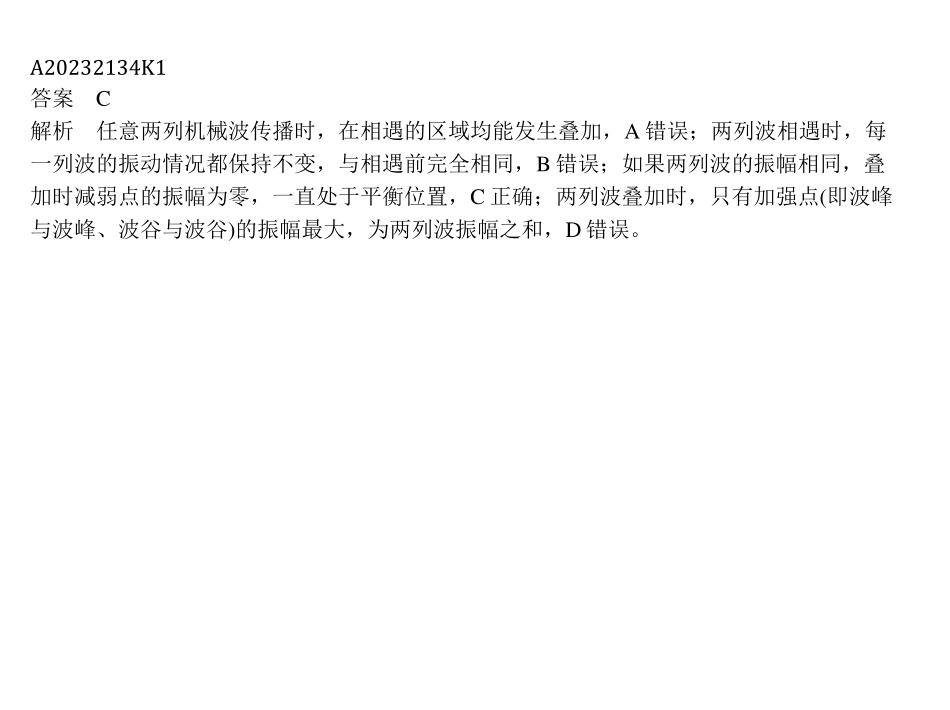 A20232134K1
答案　C
解析　任意两列机械波传播时，在相遇的区域均能发生叠加，A 错误；两列波相遇时，每
一列波的振动情况都保持不变，与相遇前完全相同，B 错误；如果两列波的振幅相同，叠
加时减弱点的振幅为零，一直处于平衡位置，C 正确；两列波叠加时，只有加强点(即波峰
与波峰、波谷与波谷)的振幅最大，为两列波振幅之和，D 错误。